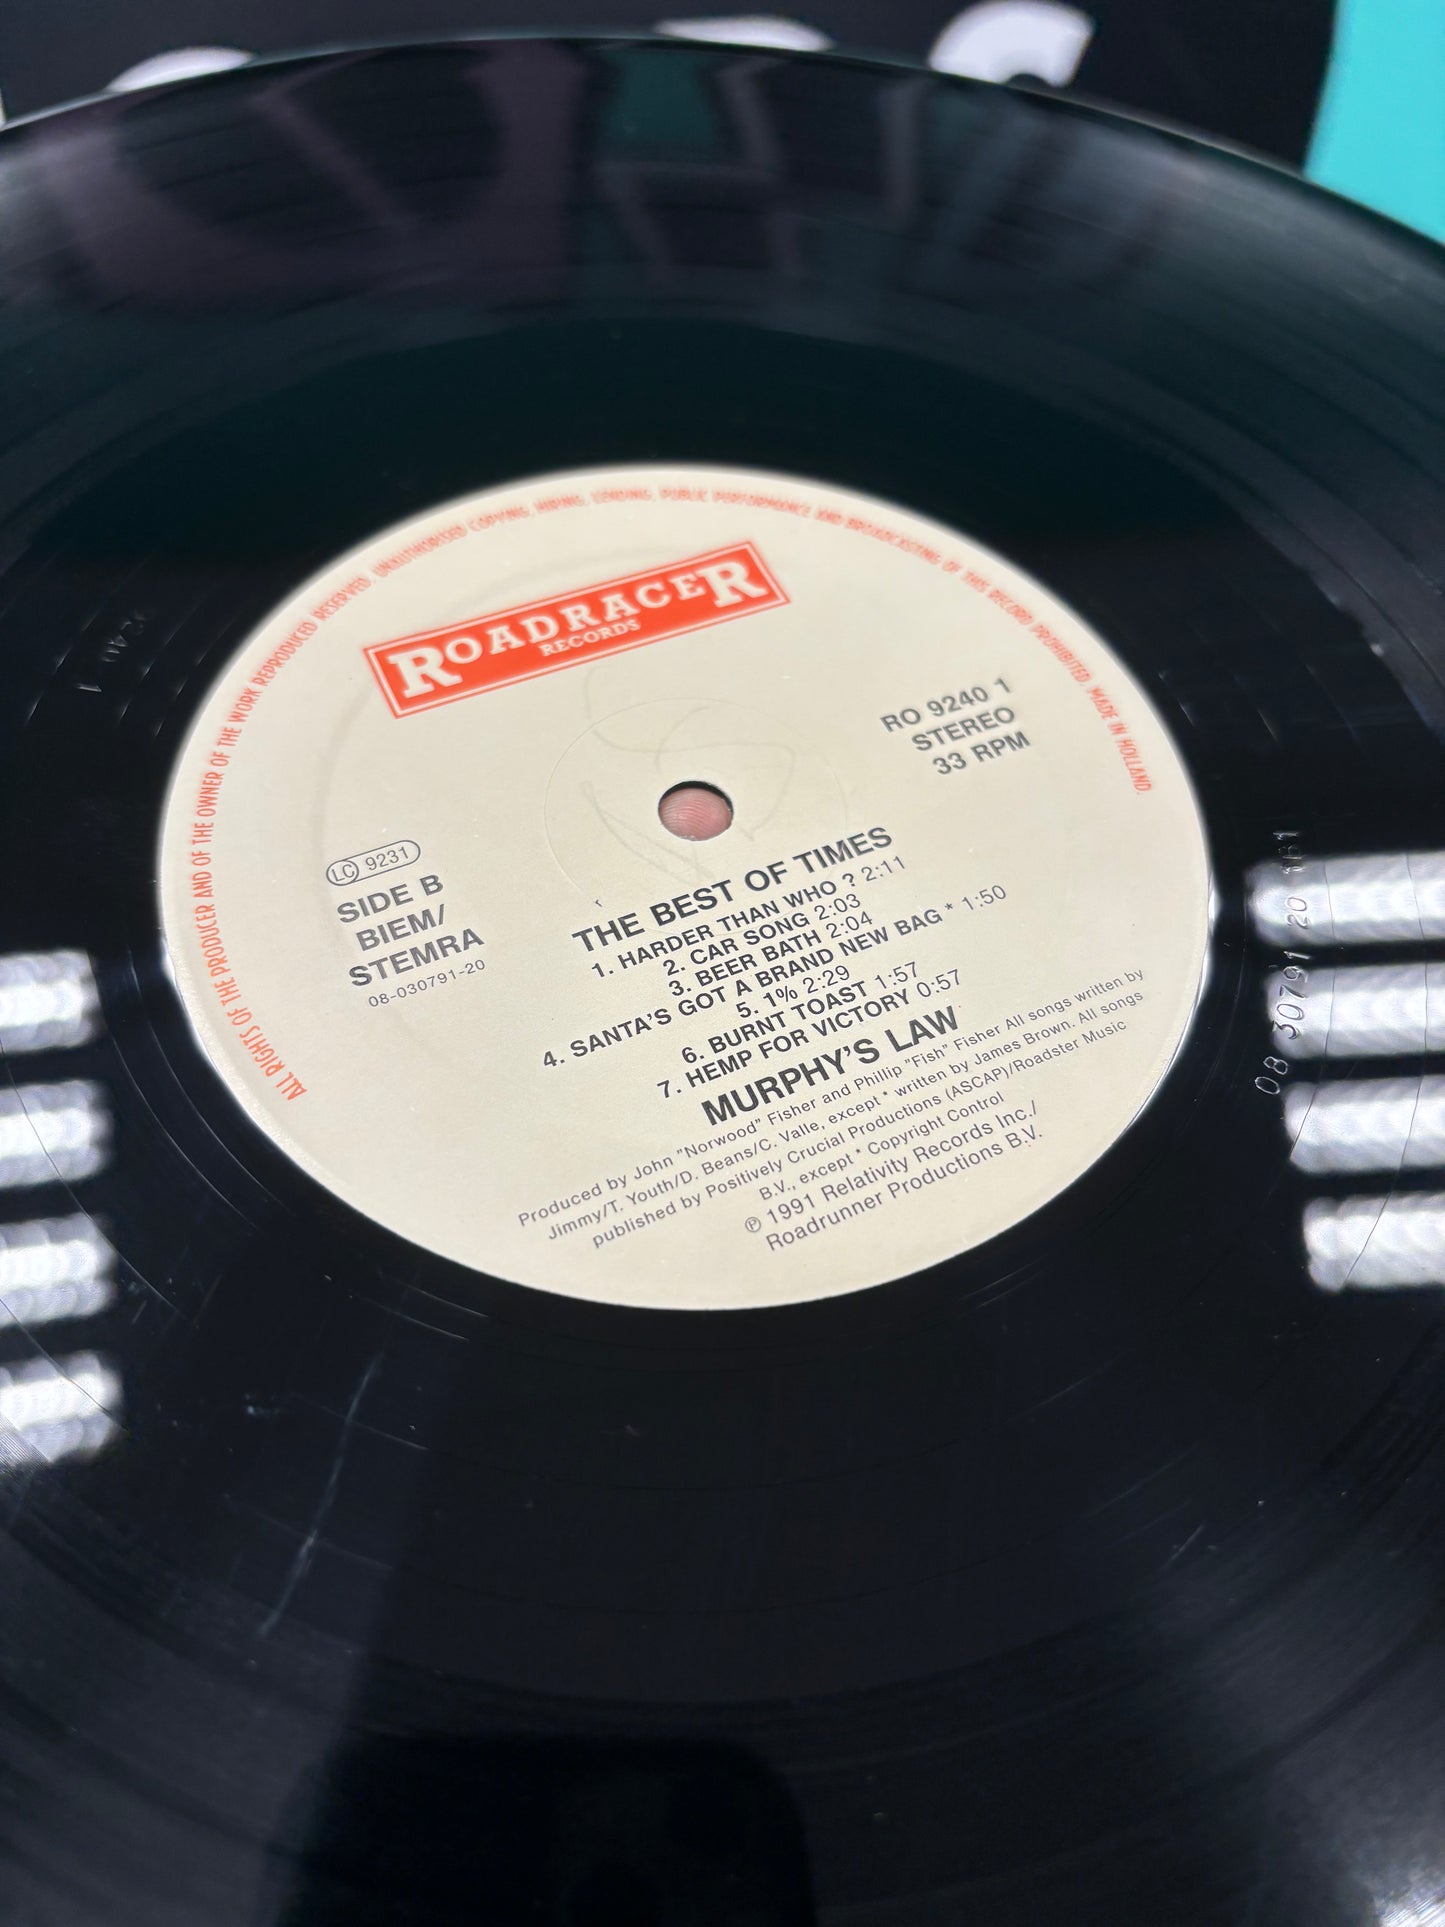 ROADRACER
RECORDS
RO 9240 1
STEREO
33 RPM
LC 9231
SIDE B
BIEM/
STEMRA
08-030791-20
THE BEST OF TIMES
1. HARDER THAN WHO ? 2:11
2. CAR SONG 2:03
3. BEER BATH 2:04
4. SANTA'S GOT A BRAND NEW BAG * 1:50
5. 1% 2:29
6. BURNT TOAST 1:57
7. HEMP FOR VICTORY 0:57
MURPHY'S LAW
Produced by John "Norwood" Fisher and Phillip "Fish" Fisher All songs written by
Jimmy/T. Youth/D. Beans/C. Valle, except * written by James Brown. All songs
published by Positively Crucial Productions (ASCAP)/Roadster Music
B.V., except * Copyright Control
℗ 1991 Relativity Records Inc./
Roadrunner Productions B.V.
ALL RIGHTS OF THE PRODUCER AND OF THE OWNER OF THE WORK REPRODUCED RESERVED. UNAUTHORISED COPYING, HIRING, LENDING, PUBLIC PERFORMANCE AND BROADCASTING OF THIS RECORD PROHIBITED. MADE IN HOLLAND.
9240 1
08 30791 20